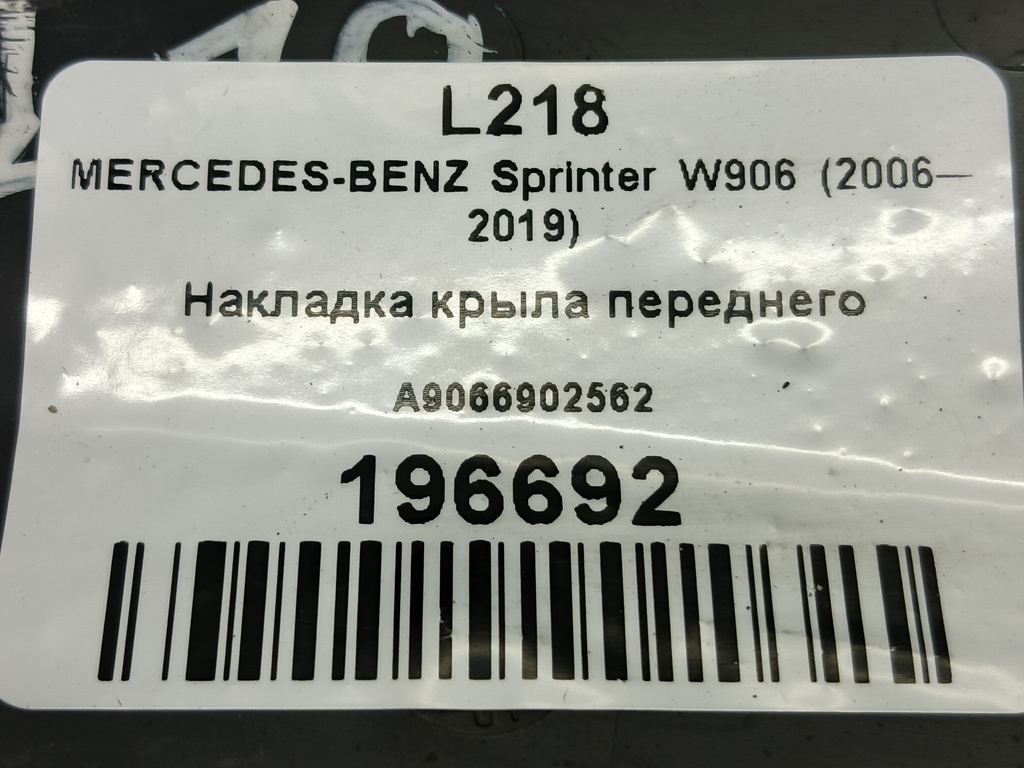 L218
MERCEDES-BENZ Sprinter W906 (2006—
2019)
Накладка крыла переднего
A9066902562
196692